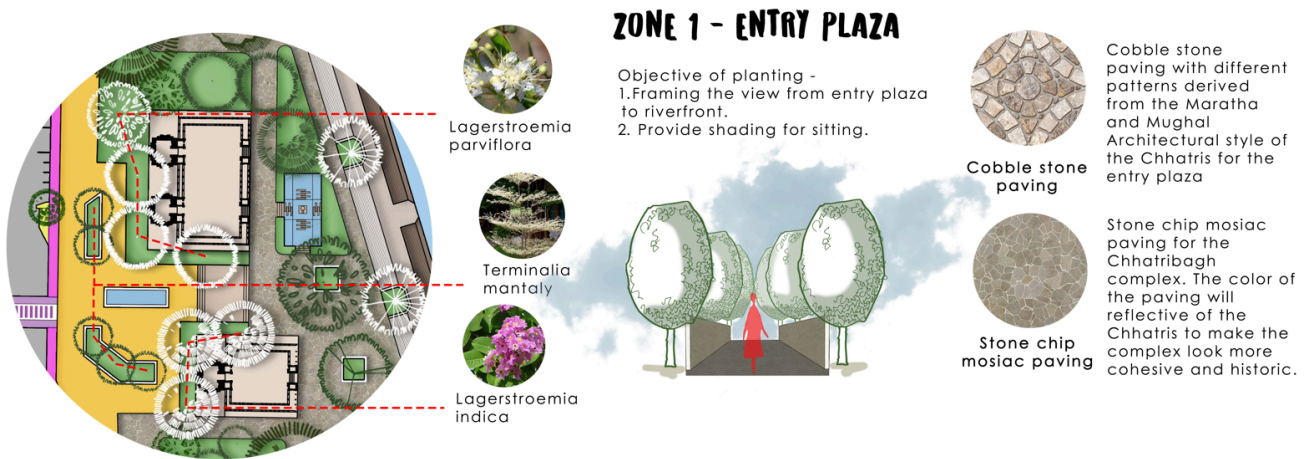 ZONE 1 - ENTRY PLAZA
Objective of planting -
1.Framing the view from entry plaza
to riverfront.
2. Provide shading for sitting.
Lagerstroemia
parviflora
Terminalia
mantaly
Lagerstroemia
indica
Cobble stone
paving
Cobble stone
paving with different
patterns derived
from the Maratha
and Mughal
Architectural style of
the Chhatris for the
entry plaza
Stone chip
mosiac paving
Stone chip mosiac
paving for the
Chhatribagh
complex. The color of
the paving will
reflective of the
Chhatris to make the
complex look more
cohesive and historic.